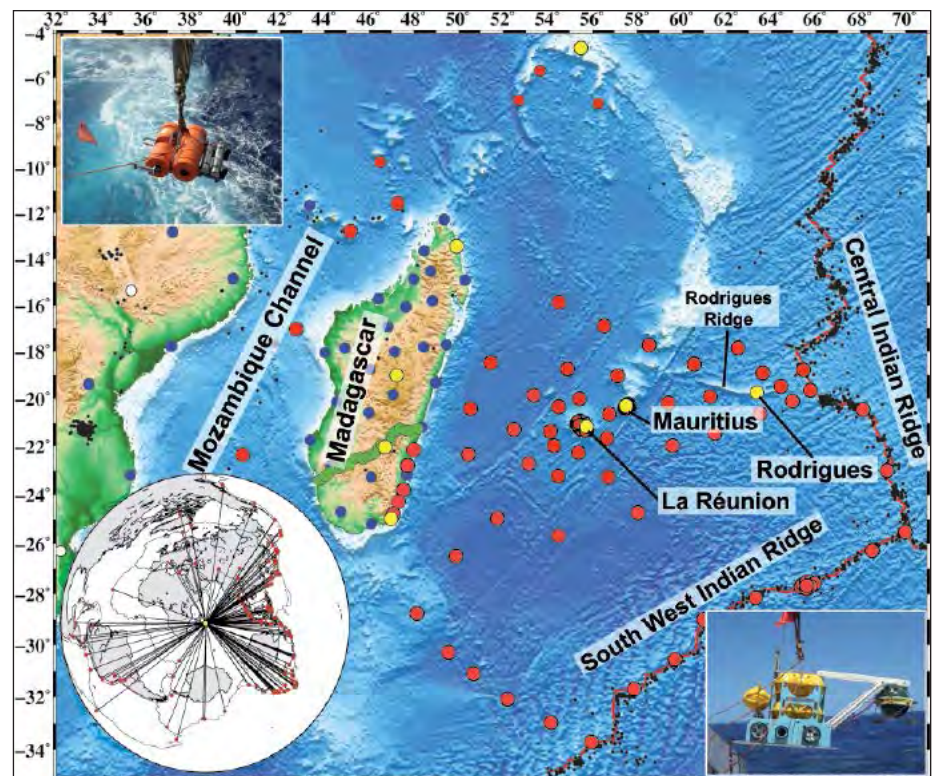 32° 34° 36° 38° 40° 42° 44° 46° 48° 50° 52° 54° 56° 58° 60° 62° 64° 66° 68° 70°
−4°
−6°
−8°
−10°
−12°
−14°
−16°
−18°
−20°
−22°
−24°
−26°
−28°
−30°
−32°
−34°
Mozambique Channel
Madagascar
Rodrigues
Ridge
Central Indian Ridge
Mauritius
Rodrigues
La Réunion
South West Indian Ridge